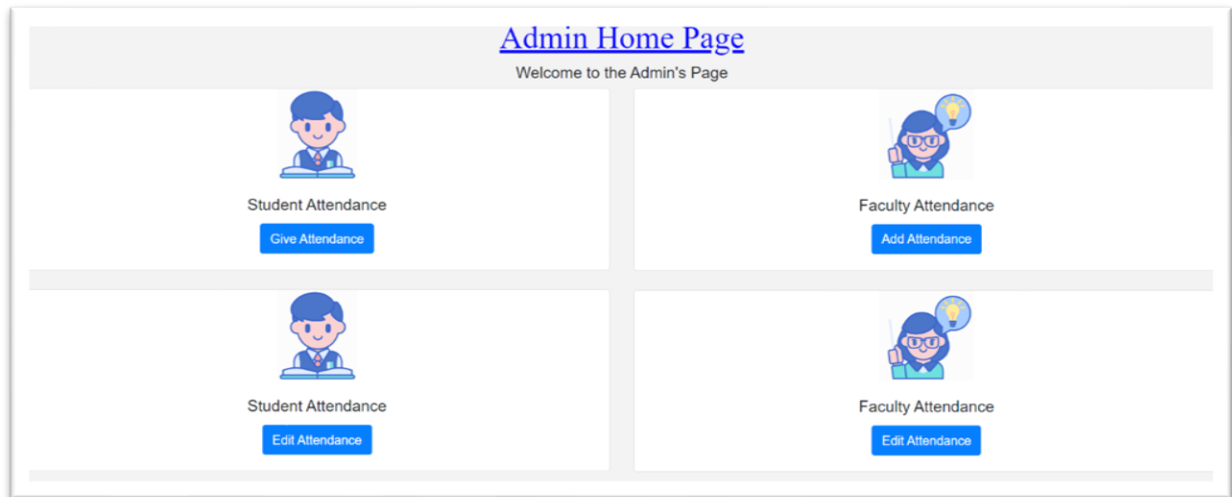 Admin Home Page
Welcome to the Admin's Page
Student Attendance
Give Attendance
Faculty Attendance
Add Attendance
Student Attendance
Edit Attendance
Faculty Attendance
Edit Attendance